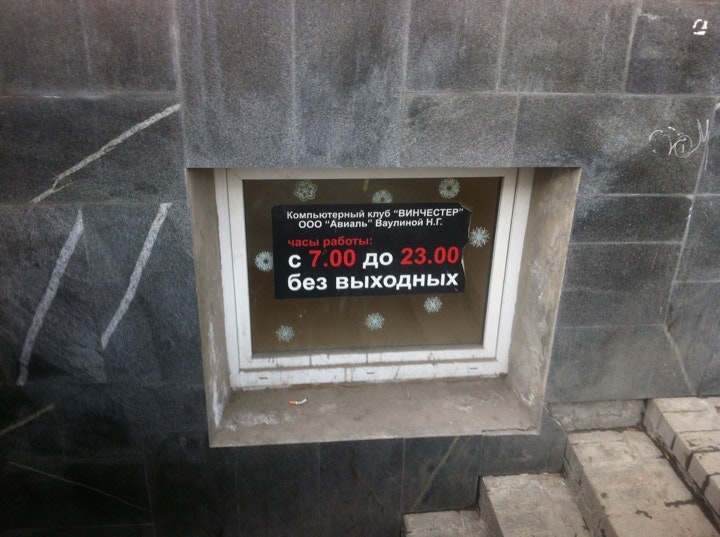 Компьютерный клуб "ВИНЧЕСТЕР"
ООО "Авиаль" Ваулиной Н.Г.
часы работы:
с 7.00 до 23.00
без выходных